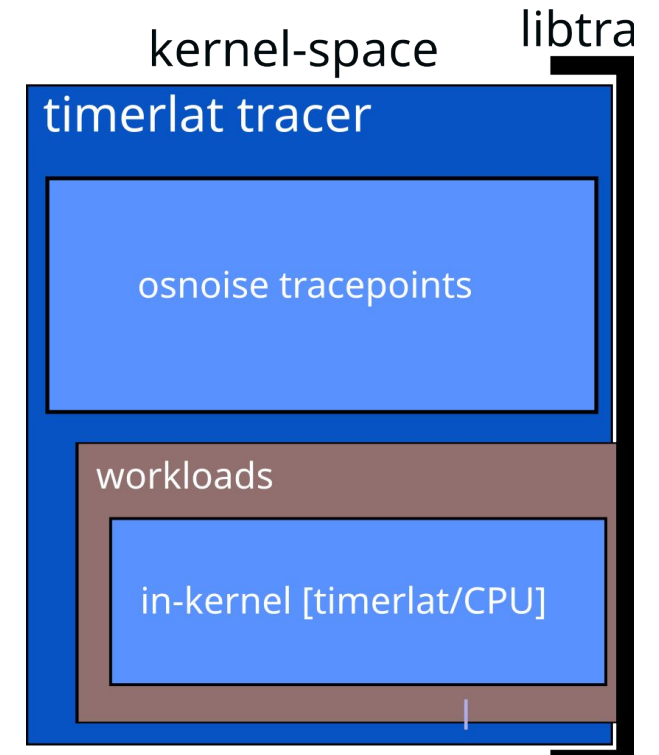 kernel-space
libtra
timerlat tracer
osnoise tracepoints
workloads
in-kernel [timerlat/CPU]